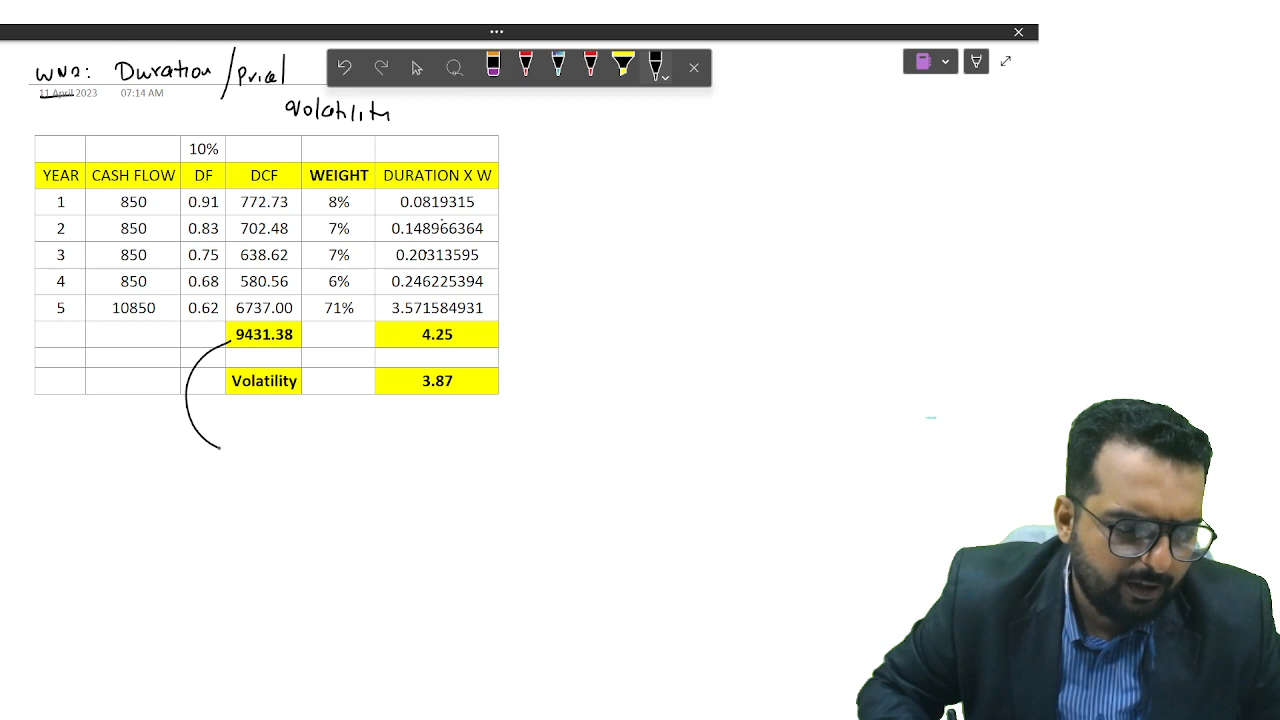 WN2: Duration / Price
11 April 2023 07:14 AM
Volatility
10%
YEAR CASH FLOW DF DCF WEIGHT DURATION X W
1 850 0.91 772.73 8% 0.0819315
2 850 0.83 702.48 7% 0.148966364
3 850 0.75 638.62 7% 0.20313595
4 850 0.68 580.56 6% 0.246225394
5 10850 0.62 6737.00 71% 3.571584931
9431.38 4.25
Volatility 3.87